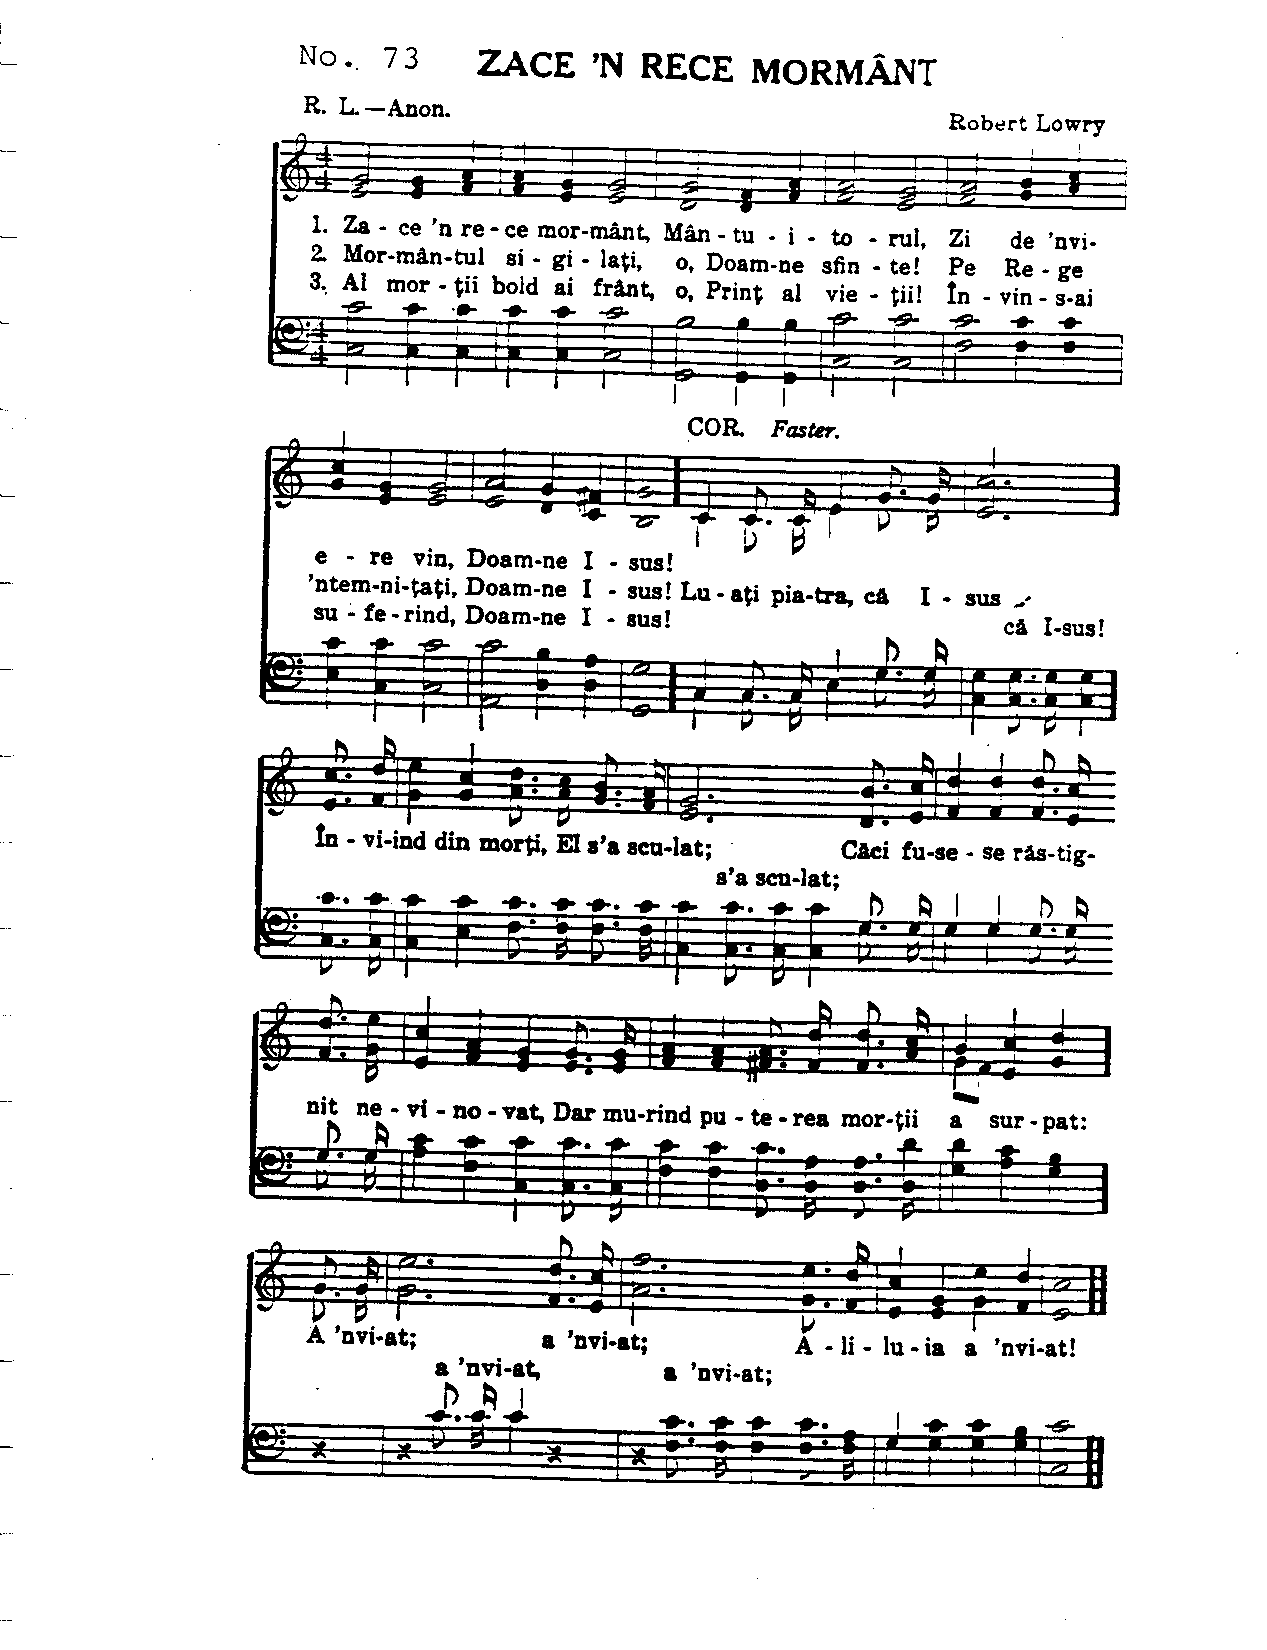 No. 73 ZACE 'N RECE MORMÂNT
R. L.—Anon.
Robert Lowry
1. Za - ce 'n re - ce mor-mânt, Mân - tu - i - to - rul, Zi de 'nvi-
2. Mor-mân-tul si - gi - lați, o, Doam-ne sfin - te! Pe Re - ge
3. Al mor - ții bold ai frânt, o, Prinț al vie - ții! În - vin - s-ai
COR. Faster.
e - re vin, Doam-ne I - sus!
'ntem-ni-țați, Doam-ne I - sus! Lu - ați pia-tra, că I - sus
su - fe - rind, Doam-ne I - sus!
că I-sus!
În - vi-ind din morți, El s'a scu-lat; Căci fu-se - se răs-tig-
s'a scu-lat;
nit ne - vi - no - vat, Dar mu-rind pu - te - rea mor-ții a sur - pat:
A 'nvi-at; a 'nvi-at; A - li - lu - ia a 'nvi-at!
a 'nvi-at, a 'nvi-at;